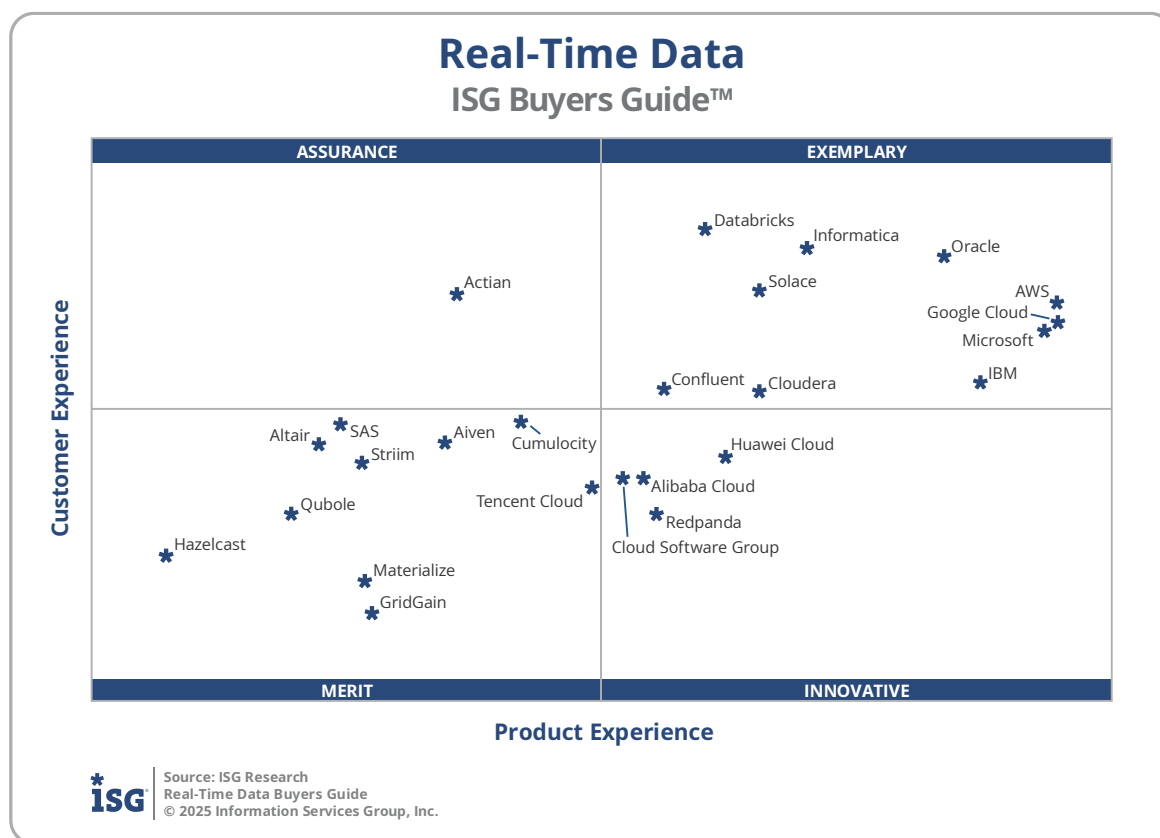 Real-Time Data
ISG Buyers Guide™
ASSURANCE
EXEMPLARY
Databricks
Informatica
Oracle
Actian
Solace
AWS
Google Cloud
Microsoft
Confluent
Cloudera
IBM
Customer Experience
Altair
SAS
Striim
Aiven
Cumulocity
Huawei Cloud
Tencent Cloud
Alibaba Cloud
Qubole
Redpanda
Hazelcast
Cloud Software Group
Materialize
GridGain
MERIT
INNOVATIVE
Product Experience
ISG
Source: ISG Research
Real-Time Data Buyers Guide
© 2025 Information Services Group, Inc.